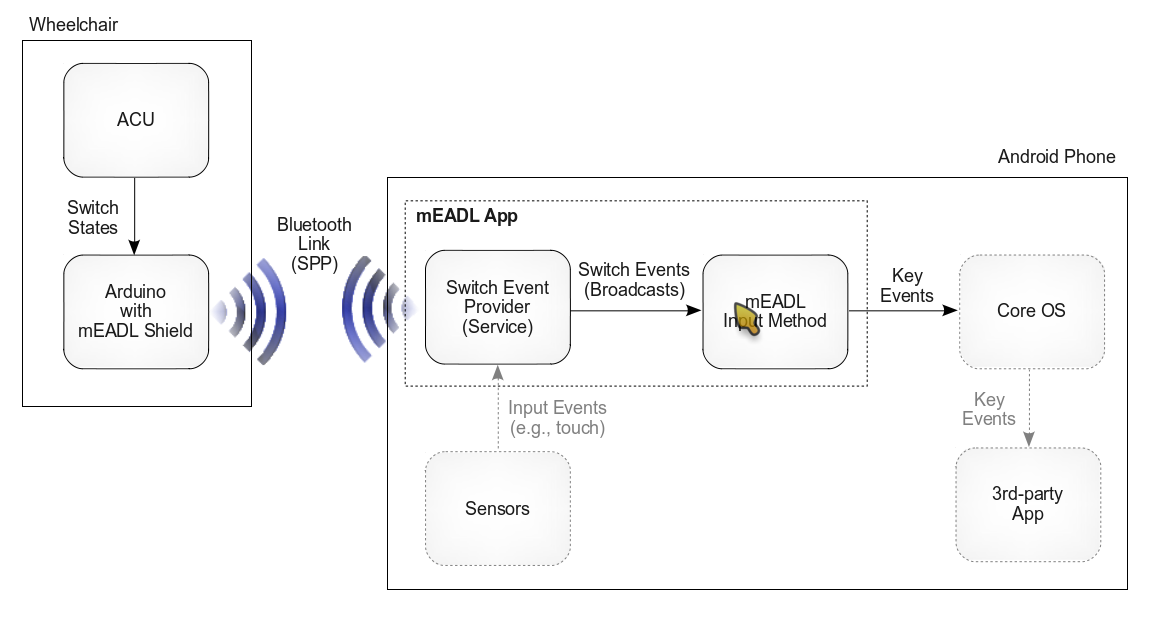 Wheelchair
ACU
Switch
States
Arduino
with
mEADL Shield
Bluetooth
Link
(SPP)
Android Phone
mEADL App
Switch Event
Provider
(Service)
Switch Events
(Broadcasts)
mEADL
Input Method
Key
Events
Core OS
Input Events
(e.g., touch)
Sensors
Key
Events
3rd-party
App